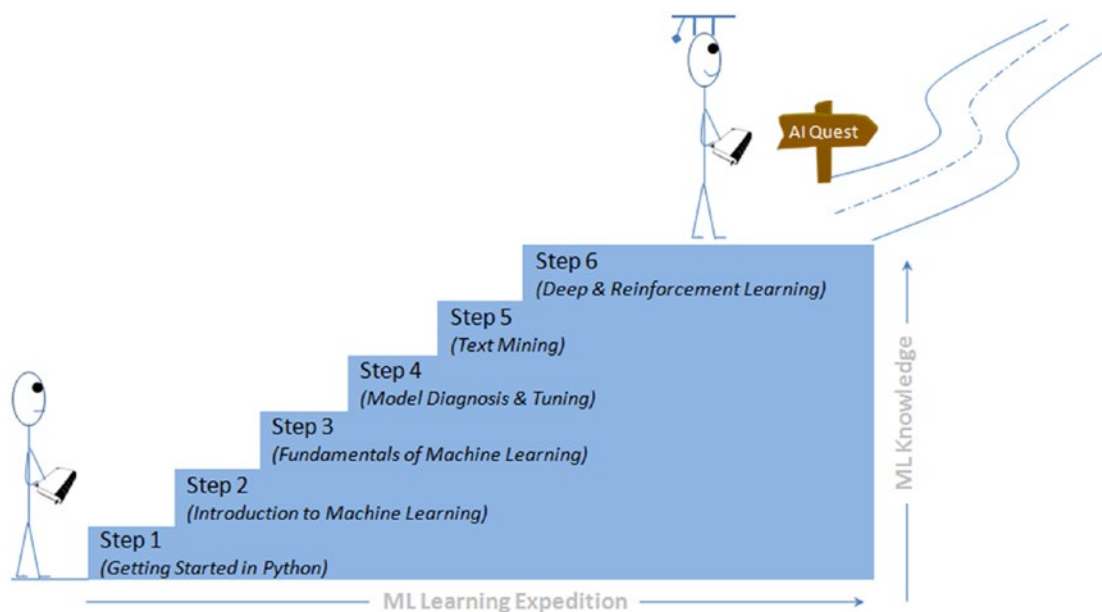 AI Quest
Step 6
(Deep & Reinforcement Learning)
Step 5
(Text Mining)
Step 4
(Model Diagnosis & Tuning)
Step 3
(Fundamentals of Machine Learning)
Step 2
(Introduction to Machine Learning)
Step 1
(Getting Started in Python)
ML Knowledge
ML Learning Expedition